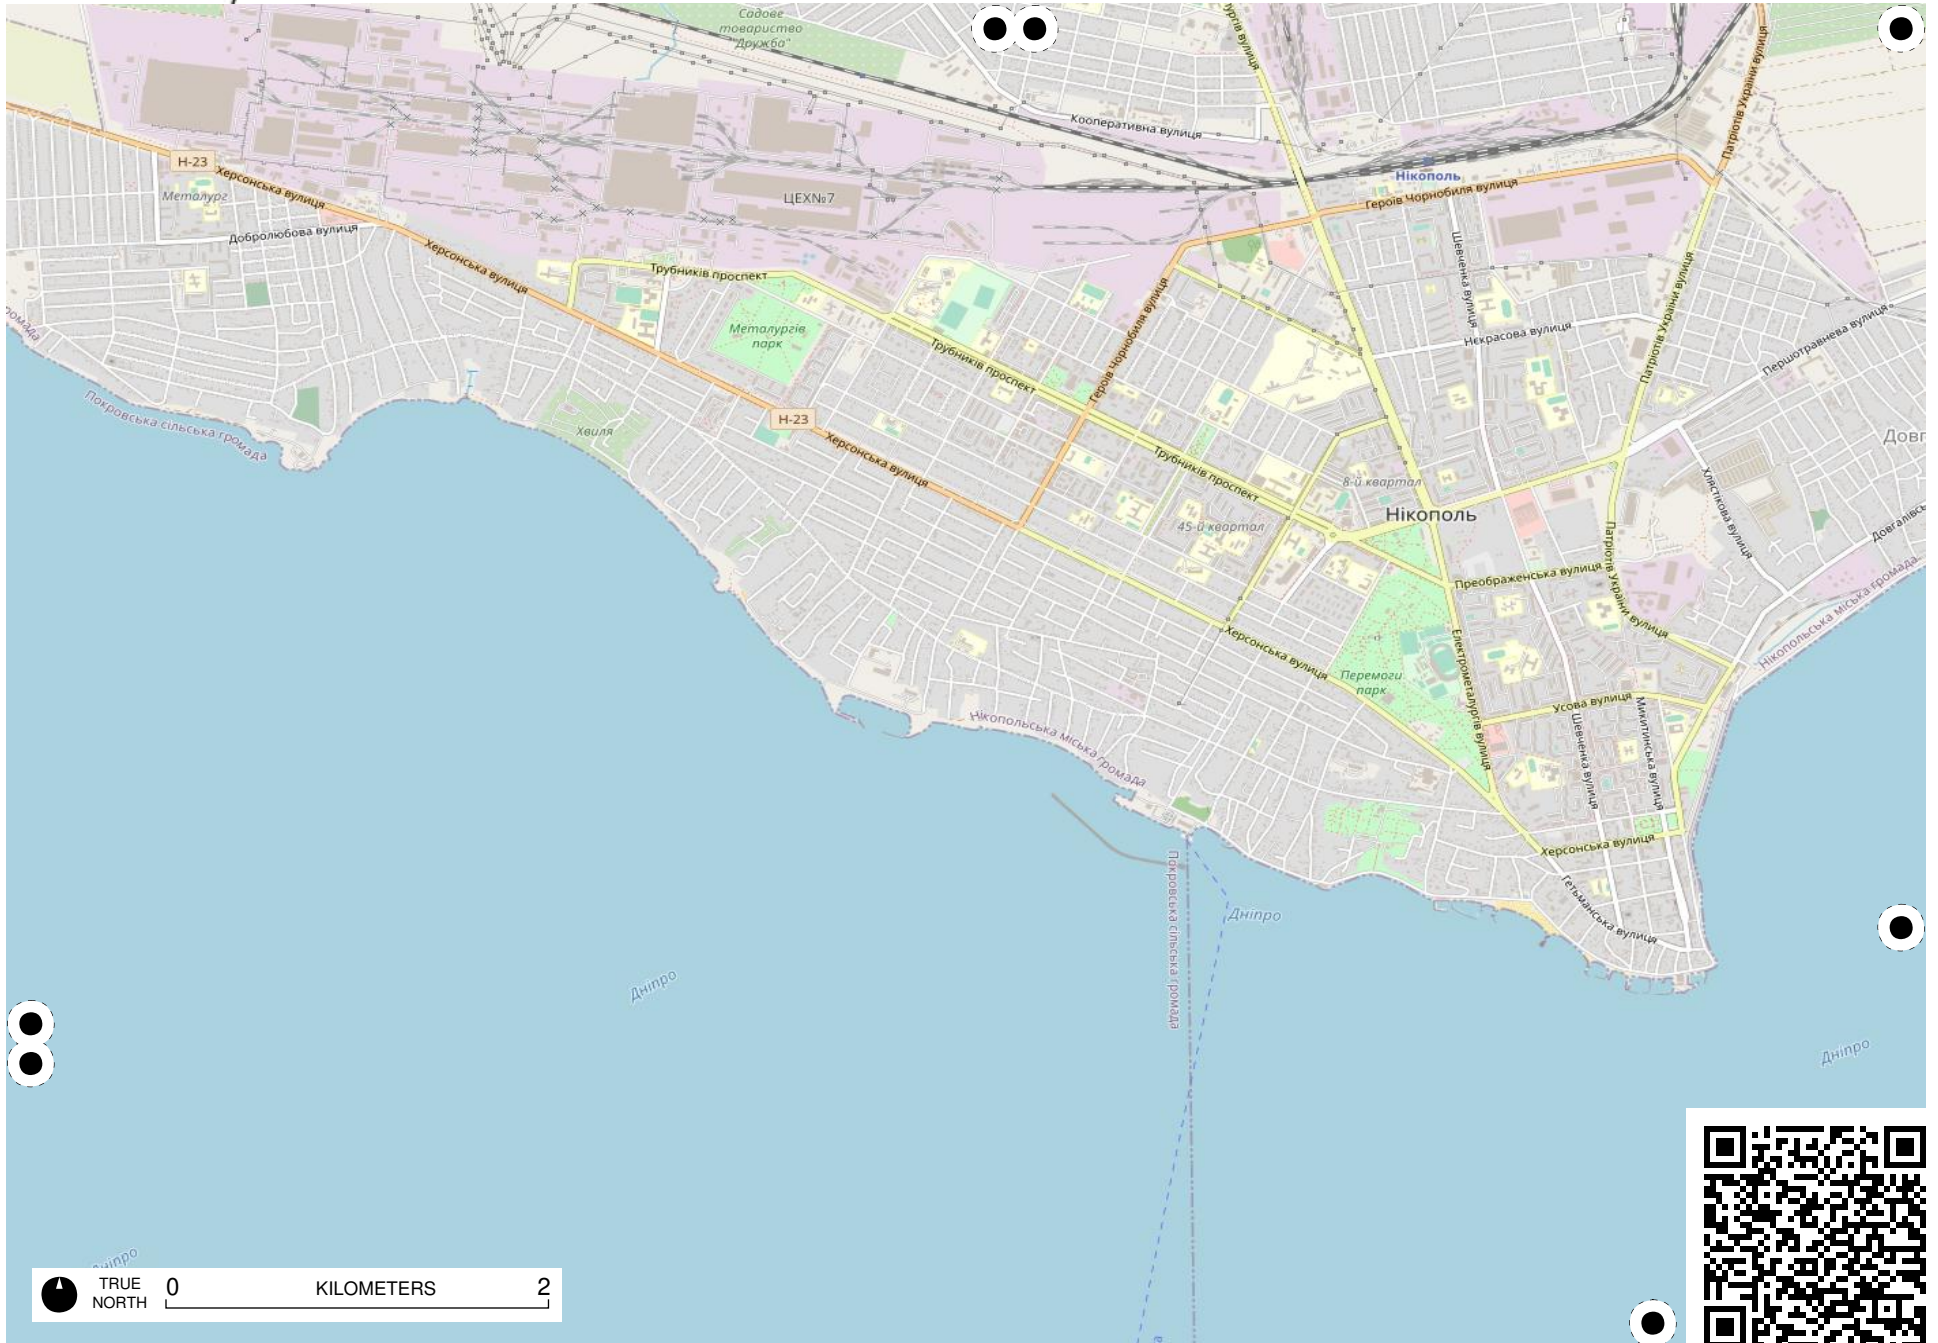 Садове
товариство
"Дружба"
Кооперативна вулиця
Патріотів Україїни вулиця
Н-23
Металург
Херсонська вулиця
Добролюбова вулиця
ЦЕХ№7
Нікополь
Героїв Чорнобиля вулиця
Херсонська вулиця
Трубників проспект
Шевченка вулиця
Героїв Чорнобиля вулиця
Патріотів України вулиця
Першотравнева вулиця
Некрасова вулиця
Металургів
парк
Трубників проспект
Покровська сільська громада
Хвиля
Н-23
Херсонська вулиця
Трубників проспект
8-й квартал
45-й квартал
Нікополь
Хлястікова вулиця
Преображенська вулиця
Патріотів України вулиця
Нікопольська міська громада
Херсонська вулиця
Електрометалургів вулиця
Перемоги
парк
Усова вулиця
Шевченка вулиця
Микитинська вулиця
Нікопольська міська громада
Херсонська вулиця
Гетьманська вулиця
Покровська сільська громада
Дніпро
Дніпро
Дніпро
TRUE
NORTH
0 KILOMETERS 2